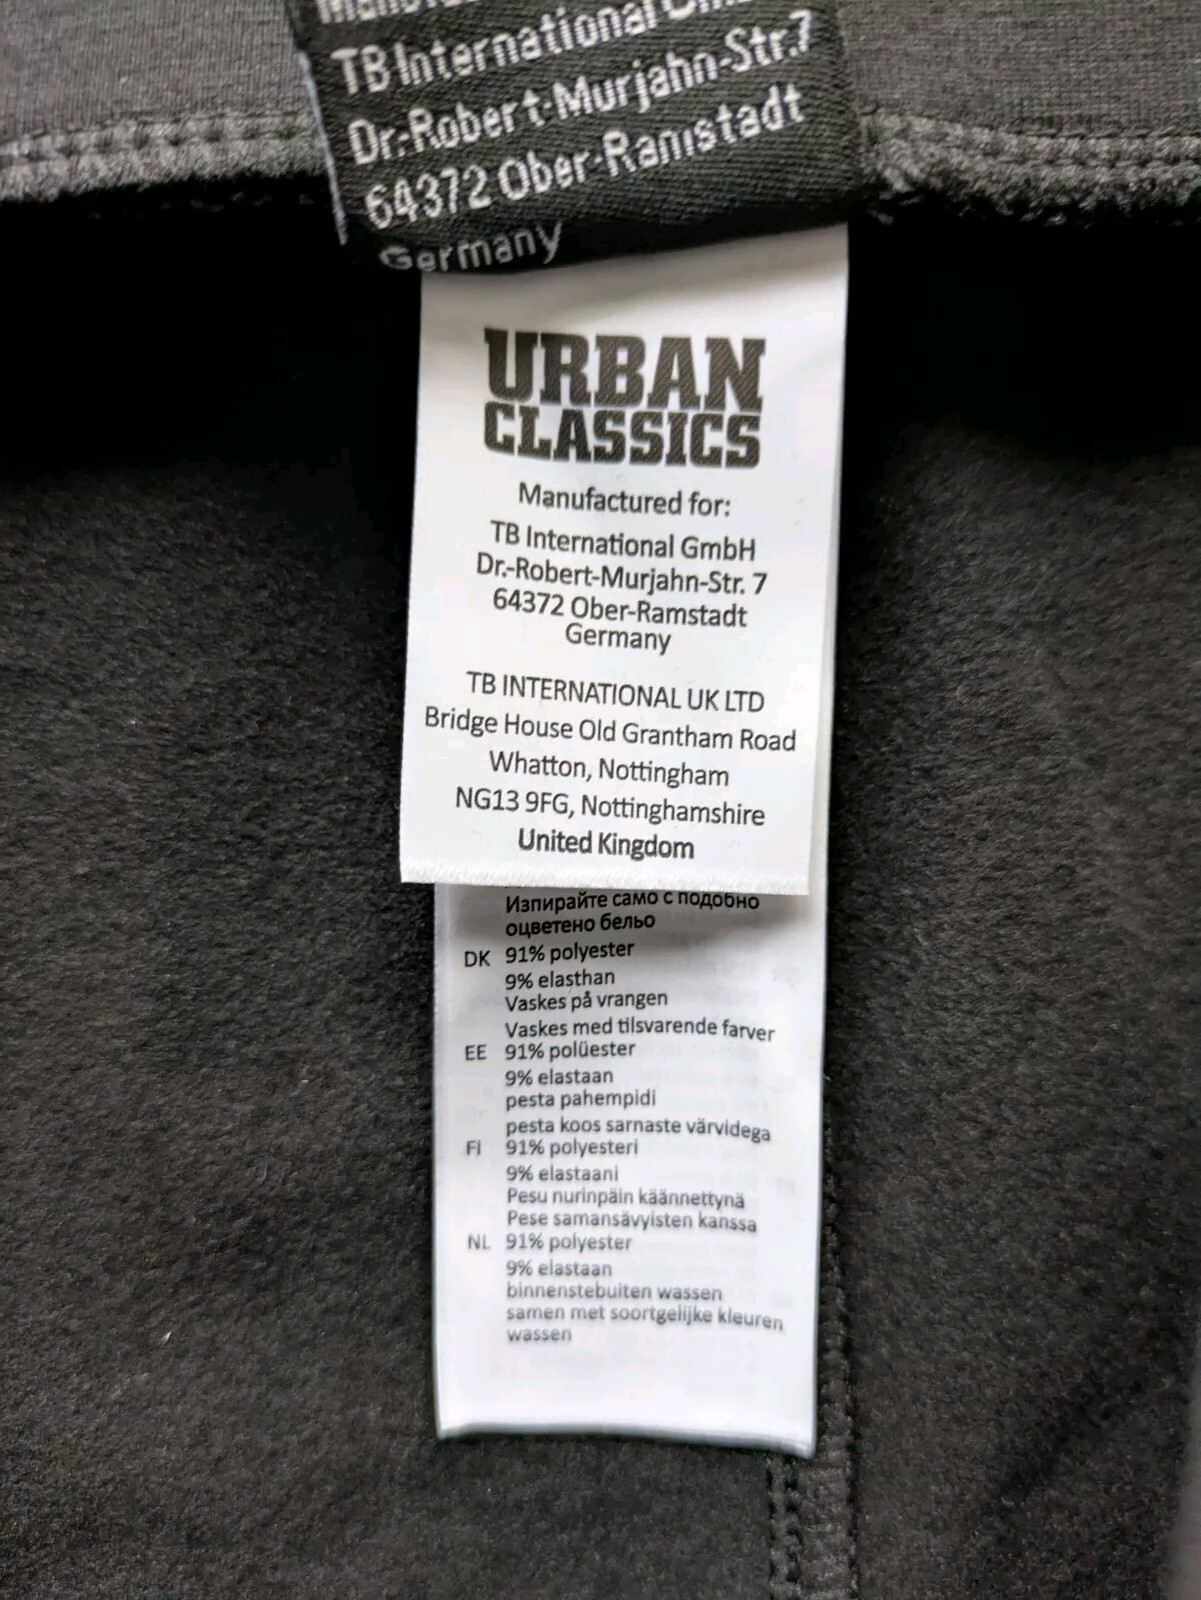 TB International
Dr.-Robert-Murjahn-Str.7
64372 Ober-Ramstadt
Germany
URBAN
CLASSICS
Manufactured for:
TB International GmbH
Dr.-Robert-Murjahn-Str. 7
64372 Ober-Ramstadt
Germany
TB INTERNATIONAL UK LTD
Bridge House Old Grantham Road
Whatton, Nottingham
NG13 9FG, Nottinghamshire
United Kingdom
Изпирайте само с подобно
оцветено бельо
DK 91% polyester
9% elasthan
Vaskes på vrangen
Vaskes med tilsvarende farver
EE 91% polüester
9% elastaan
pesta pahempidi
pesta koos sarnaste värvidega
FI 91% polyesteri
9% elastaani
Pesu nurinpäin käännettynä
Pese samansävyisten kanssa
NL 91% polyester
9% elastaan
binnenstebuiten wassen
samen met soortgelijke kleuren
wassen